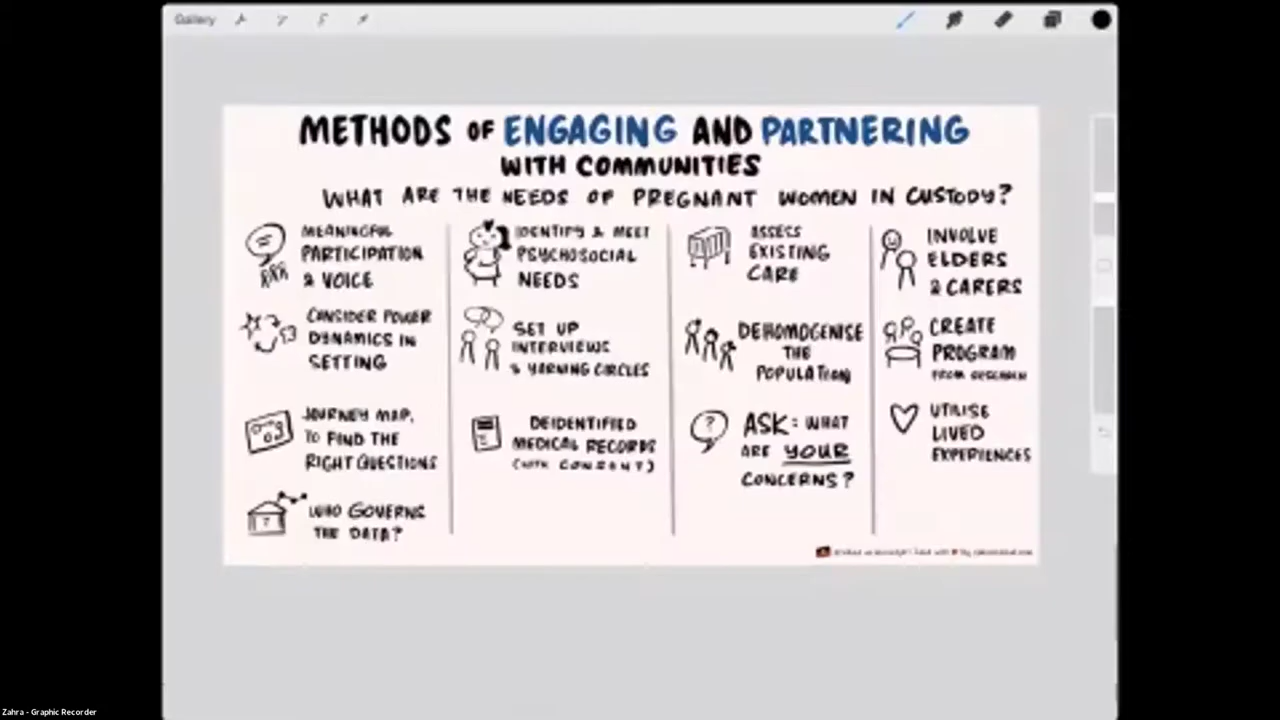 Gallery
METHODS OF ENGAGING AND PARTNERING
WITH COMMUNITIES
WHAT ARE THE NEEDS OF PREGNANT WOMEN IN CUSTODY?
MEANINGFUL
PARTICIPATION
& VOICE
CONSIDER POWER
DYNAMICS IN
SETTING
JOURNEY MAP,
TO FIND THE
RIGHT QUESTIONS
WHO GOVERNS
THE DATA?
IDENTIFY & MEET
PSYCHOSOCIAL
NEEDS
SET UP
INTERVIEWS
& YARNING CIRCLES
DEIDENTIFIED
MEDICAL RECORDS
(WITH CONSENT)
ASSESS
EXISTING
CARE
DEHOMOGENISE
THE
POPULATION
ASK: WHAT
ARE YOUR
CONCERNS?
INVOLVE
ELDERS
& CARERS
CREATE
PROGRAM
FROM RESEARCH
UTILISE
LIVED
EXPERIENCES
Zahra - Graphic Recorder